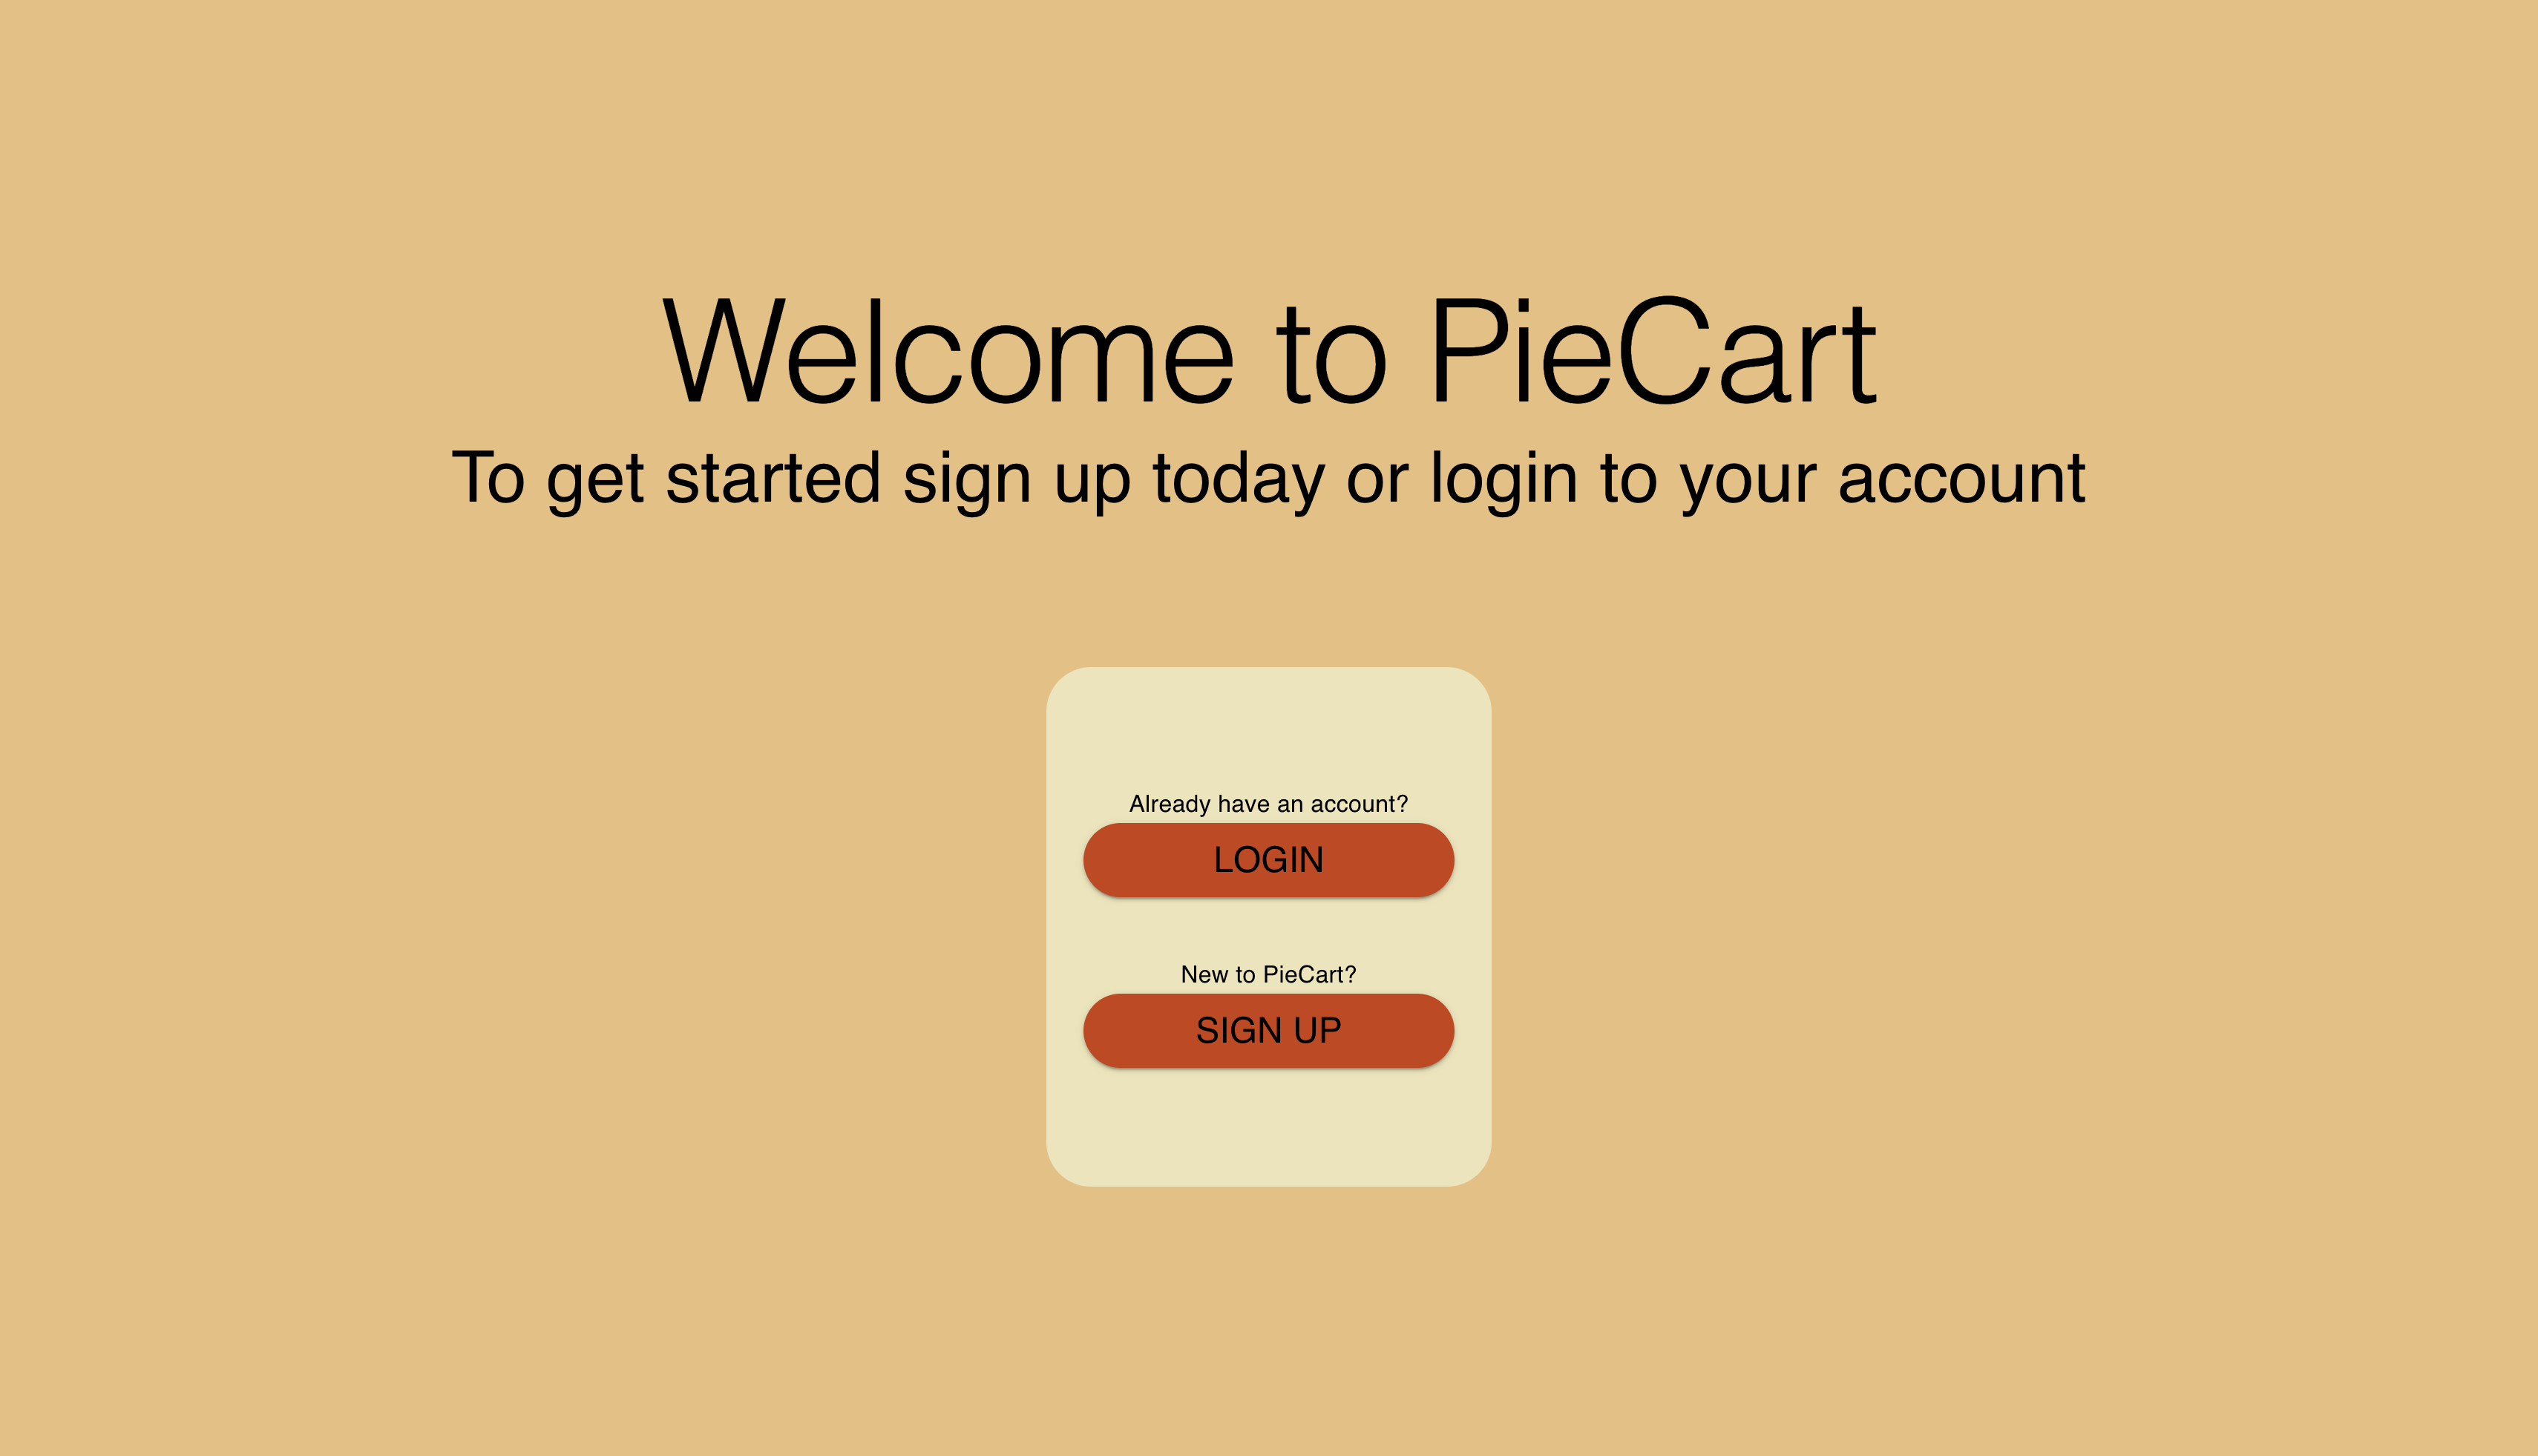 Welcome to PieCart
To get started sign up today or login to your account
Already have an account?
LOGIN
New to PieCart?
SIGN UP